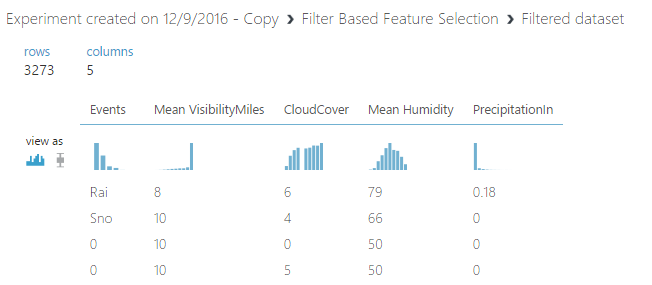 Experiment created on 12/9/2016 - Copy ❯ Filter Based Feature Selection ❯ Filtered dataset
rows columns
3273 5
Events Mean VisibilityMiles CloudCover Mean Humidity PrecipitationIn
view as
Rai 8 6 79 0.18
Sno 10 4 66 0
0 10 0 50 0
0 10 5 50 0